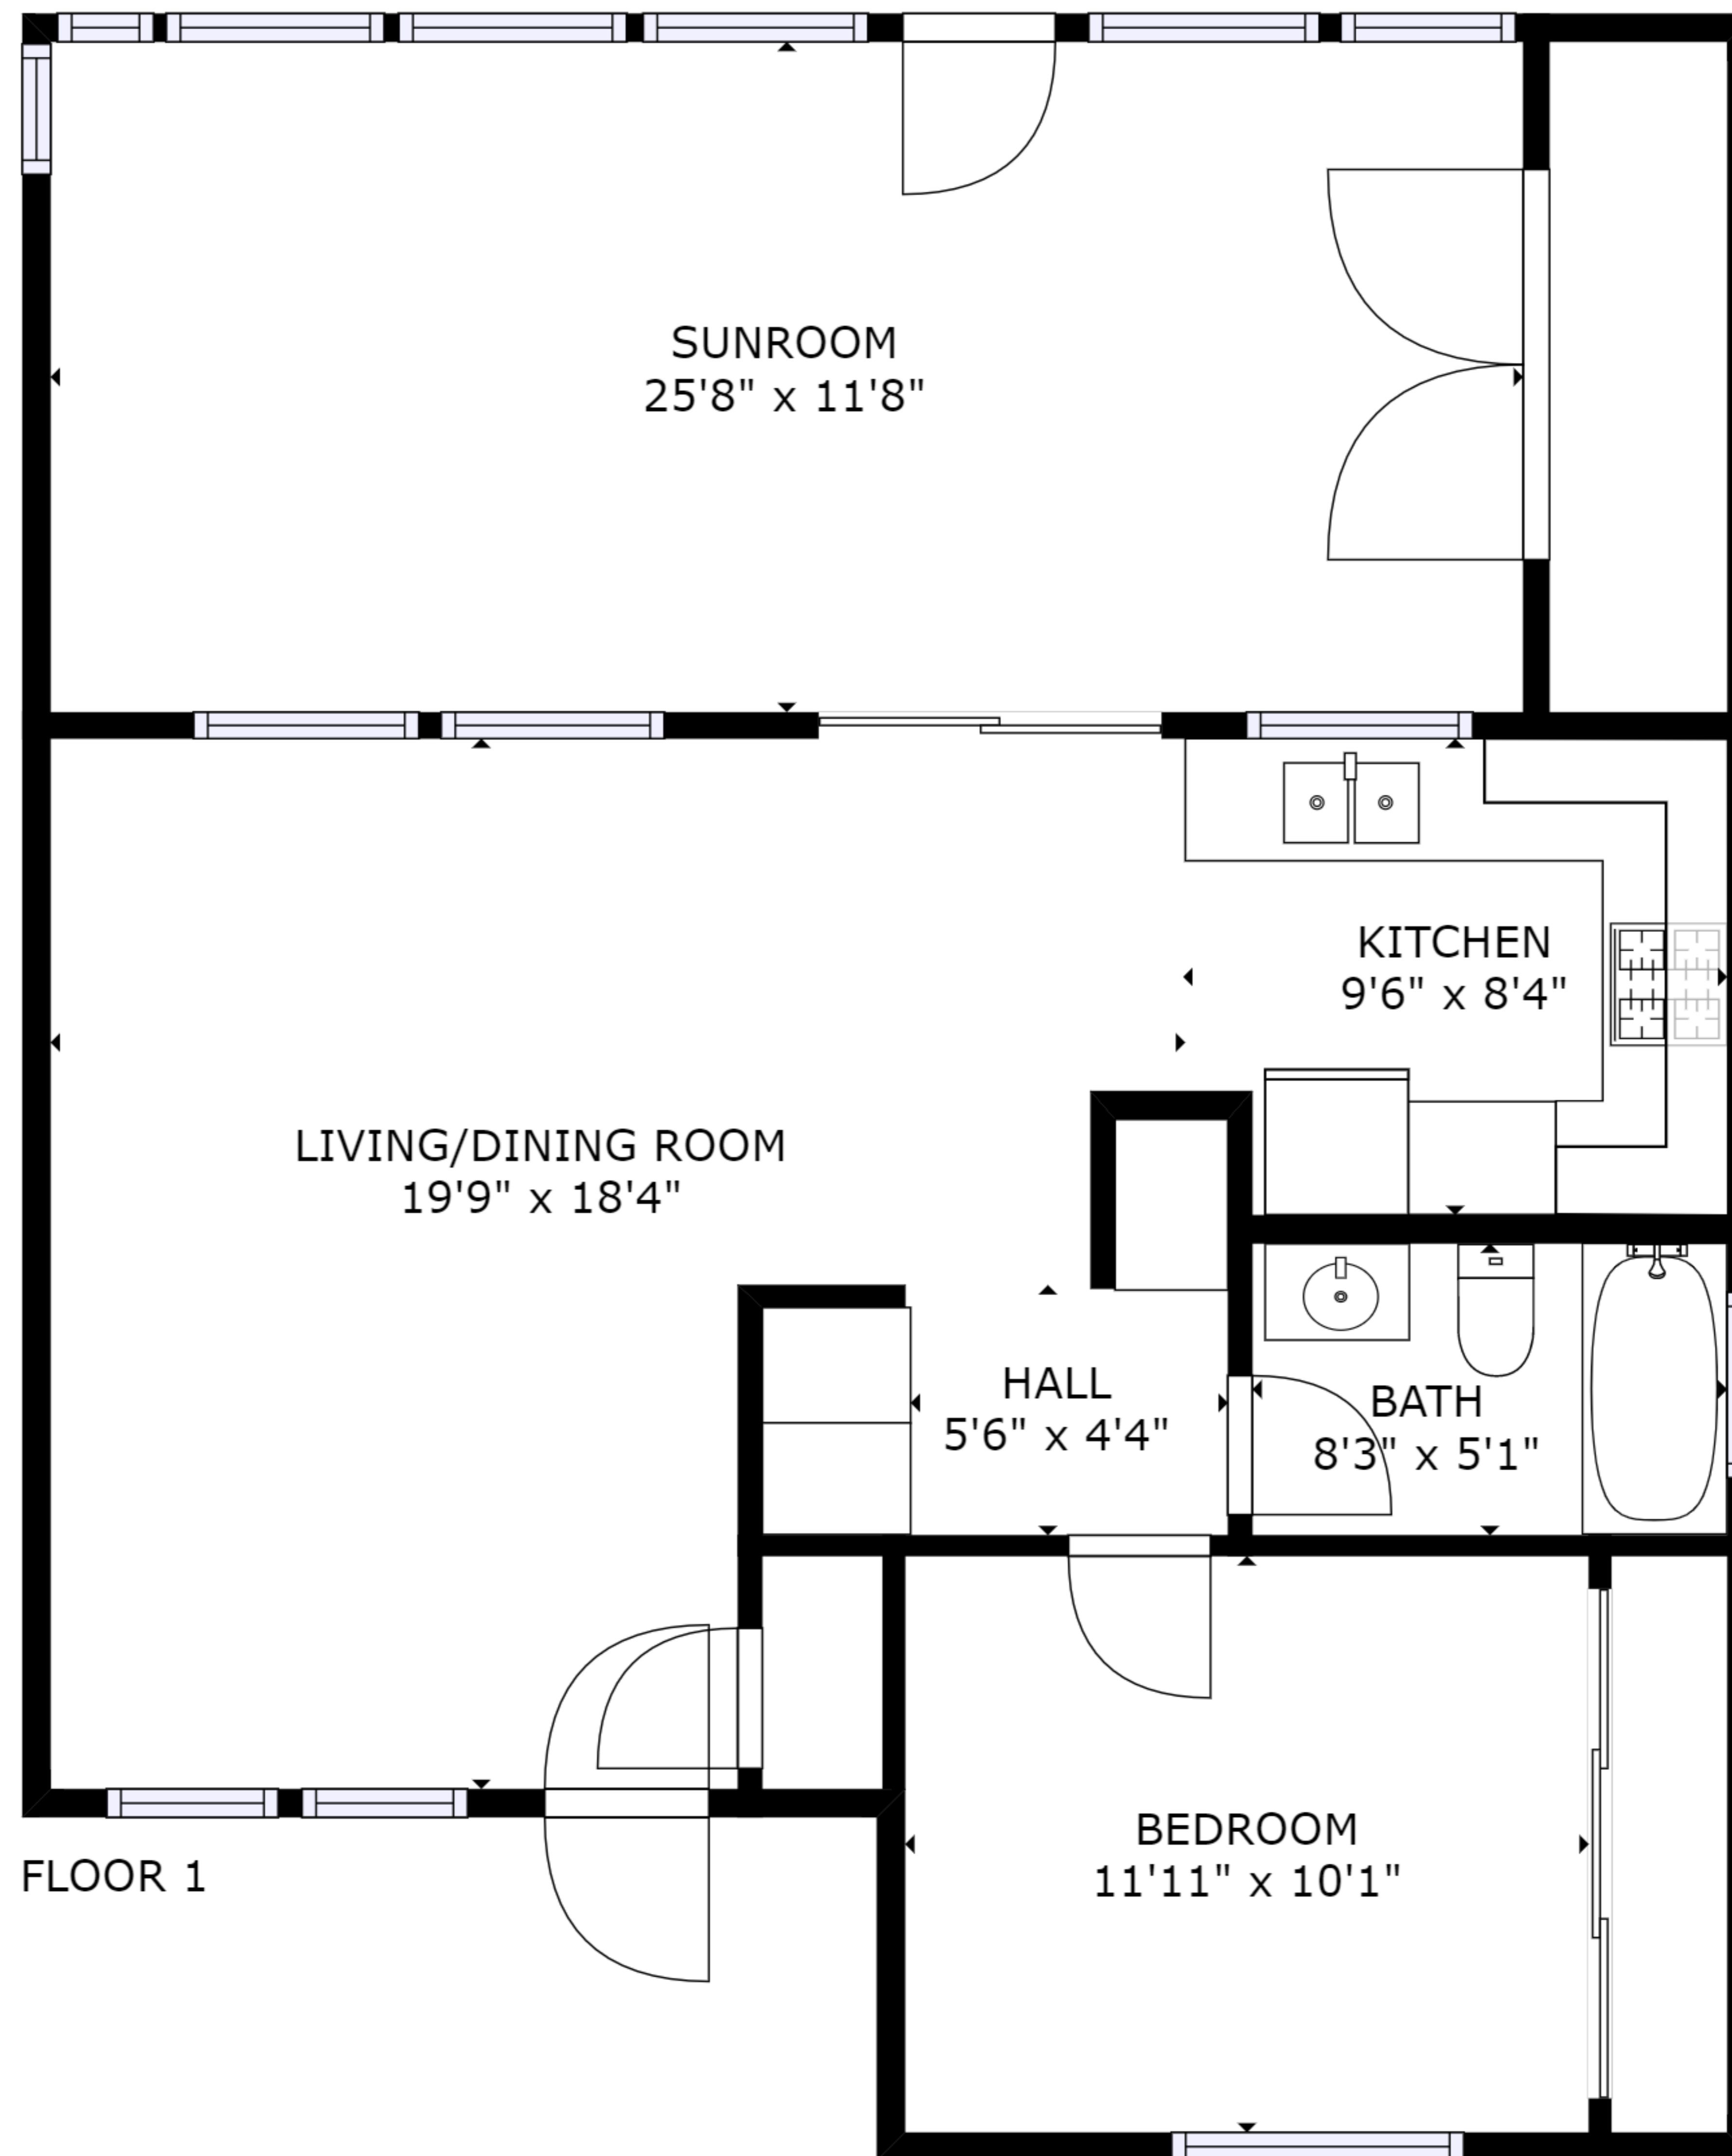 SUNROOM
25'8" x 11'8"
KITCHEN
9'6" x 8'4"
LIVING/DINING ROOM
19'9" x 18'4"
HALL
5'6" x 4'4"
BATH
8'3" x 5'1"
BEDROOM
11'11" x 10'1"
FLOOR 1